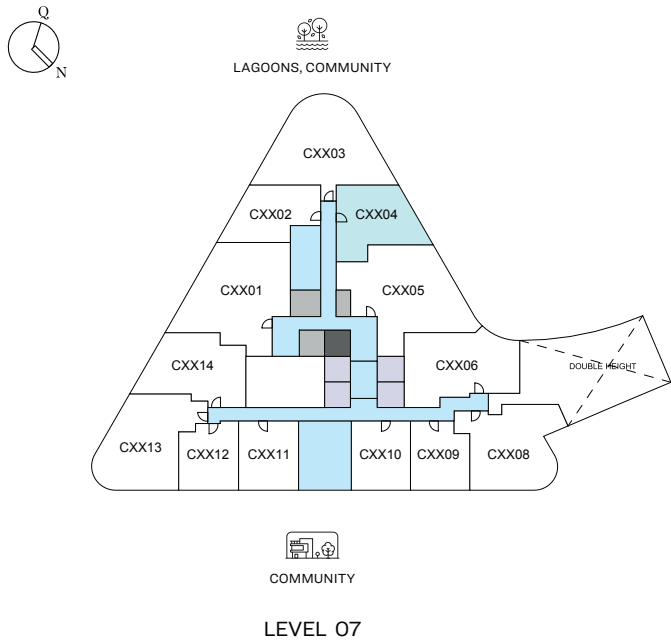 Q
N
LAGOONS, COMMUNITY
CXX03
CXX02
CXX04
CXX01
CXX05
CXX14
CXX06
DOUBLE HEIGHT
CXX13
CXX12
CXX11
CXX10
CXX09
CXX08
COMMUNITY
LEVEL 07